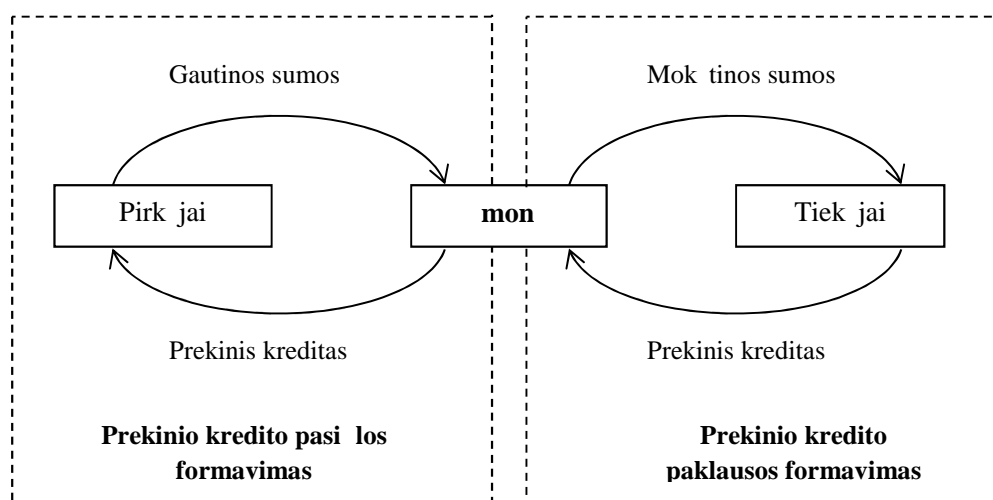 Gautinos sumos
Mok tinos sumos
Pirk jai
mon
Tiek jai
Prekinis kreditas
Prekinis kreditas
Prekinio kredito pasi los
formavimas
Prekinio kredito
paklausos formavimas